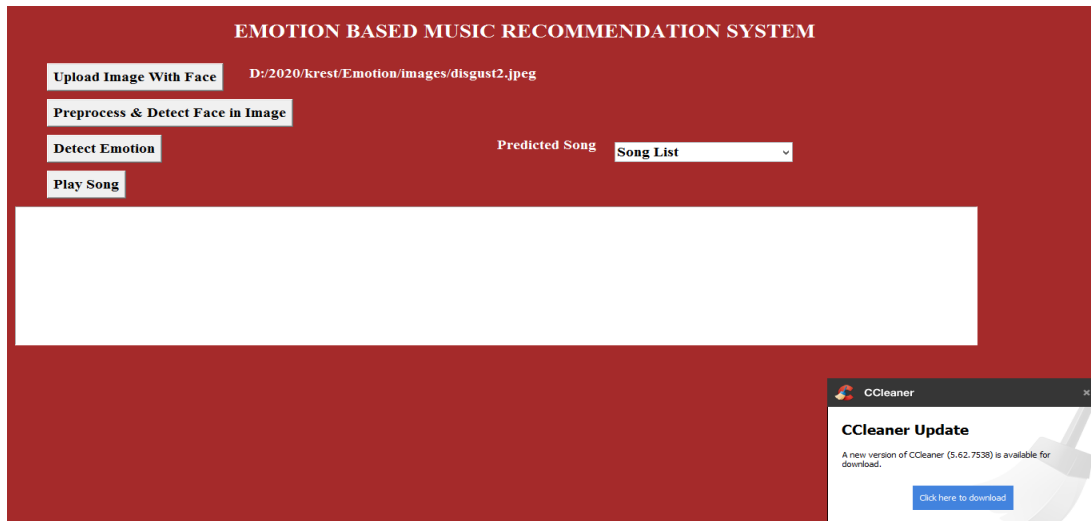 EMOTION BASED MUSIC RECOMMENDATION SYSTEM
Upload Image With Face
D:/2020/krest/Emotion/images/disgust2.jpeg
Preprocess & Detect Face in Image
Detect Emotion
Predicted Song
Song List
Play Song
CCleaner
CCleaner Update
A new version of CCleaner (5.62.7538) is available for
download.
Click here to download